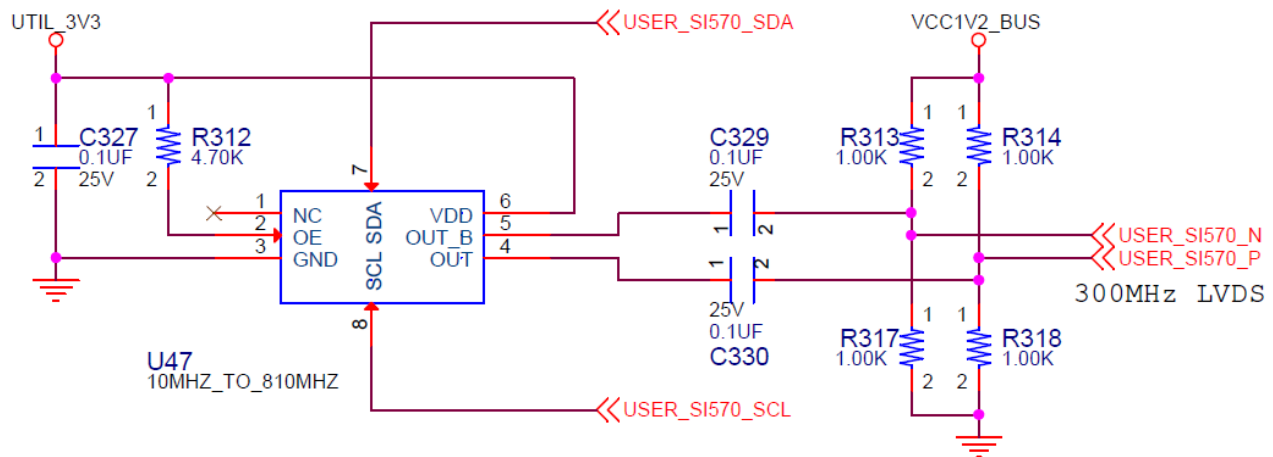 UTIL_3V3
USER_SI570_SDA
VCC1V2_BUS
1
C327
0.1UF
25V
2
1
R312
4.70K
2
7
C329
0.1UF
25V
1
2
R313
1.00K
1
2
R314
1.00K
1
2
1
NC
2
OE
3
GND
SCL SDA
VDD
6
OUT_B
5
OUT
4
8
USER_SI570_N
USER_SI570_P
300MHz LVDS
1
2
25V
0.1UF
C330
R317
1.00K
1
2
R318
1.00K
1
2
U47
10MHZ_TO_810MHZ
USER_SI570_SCL